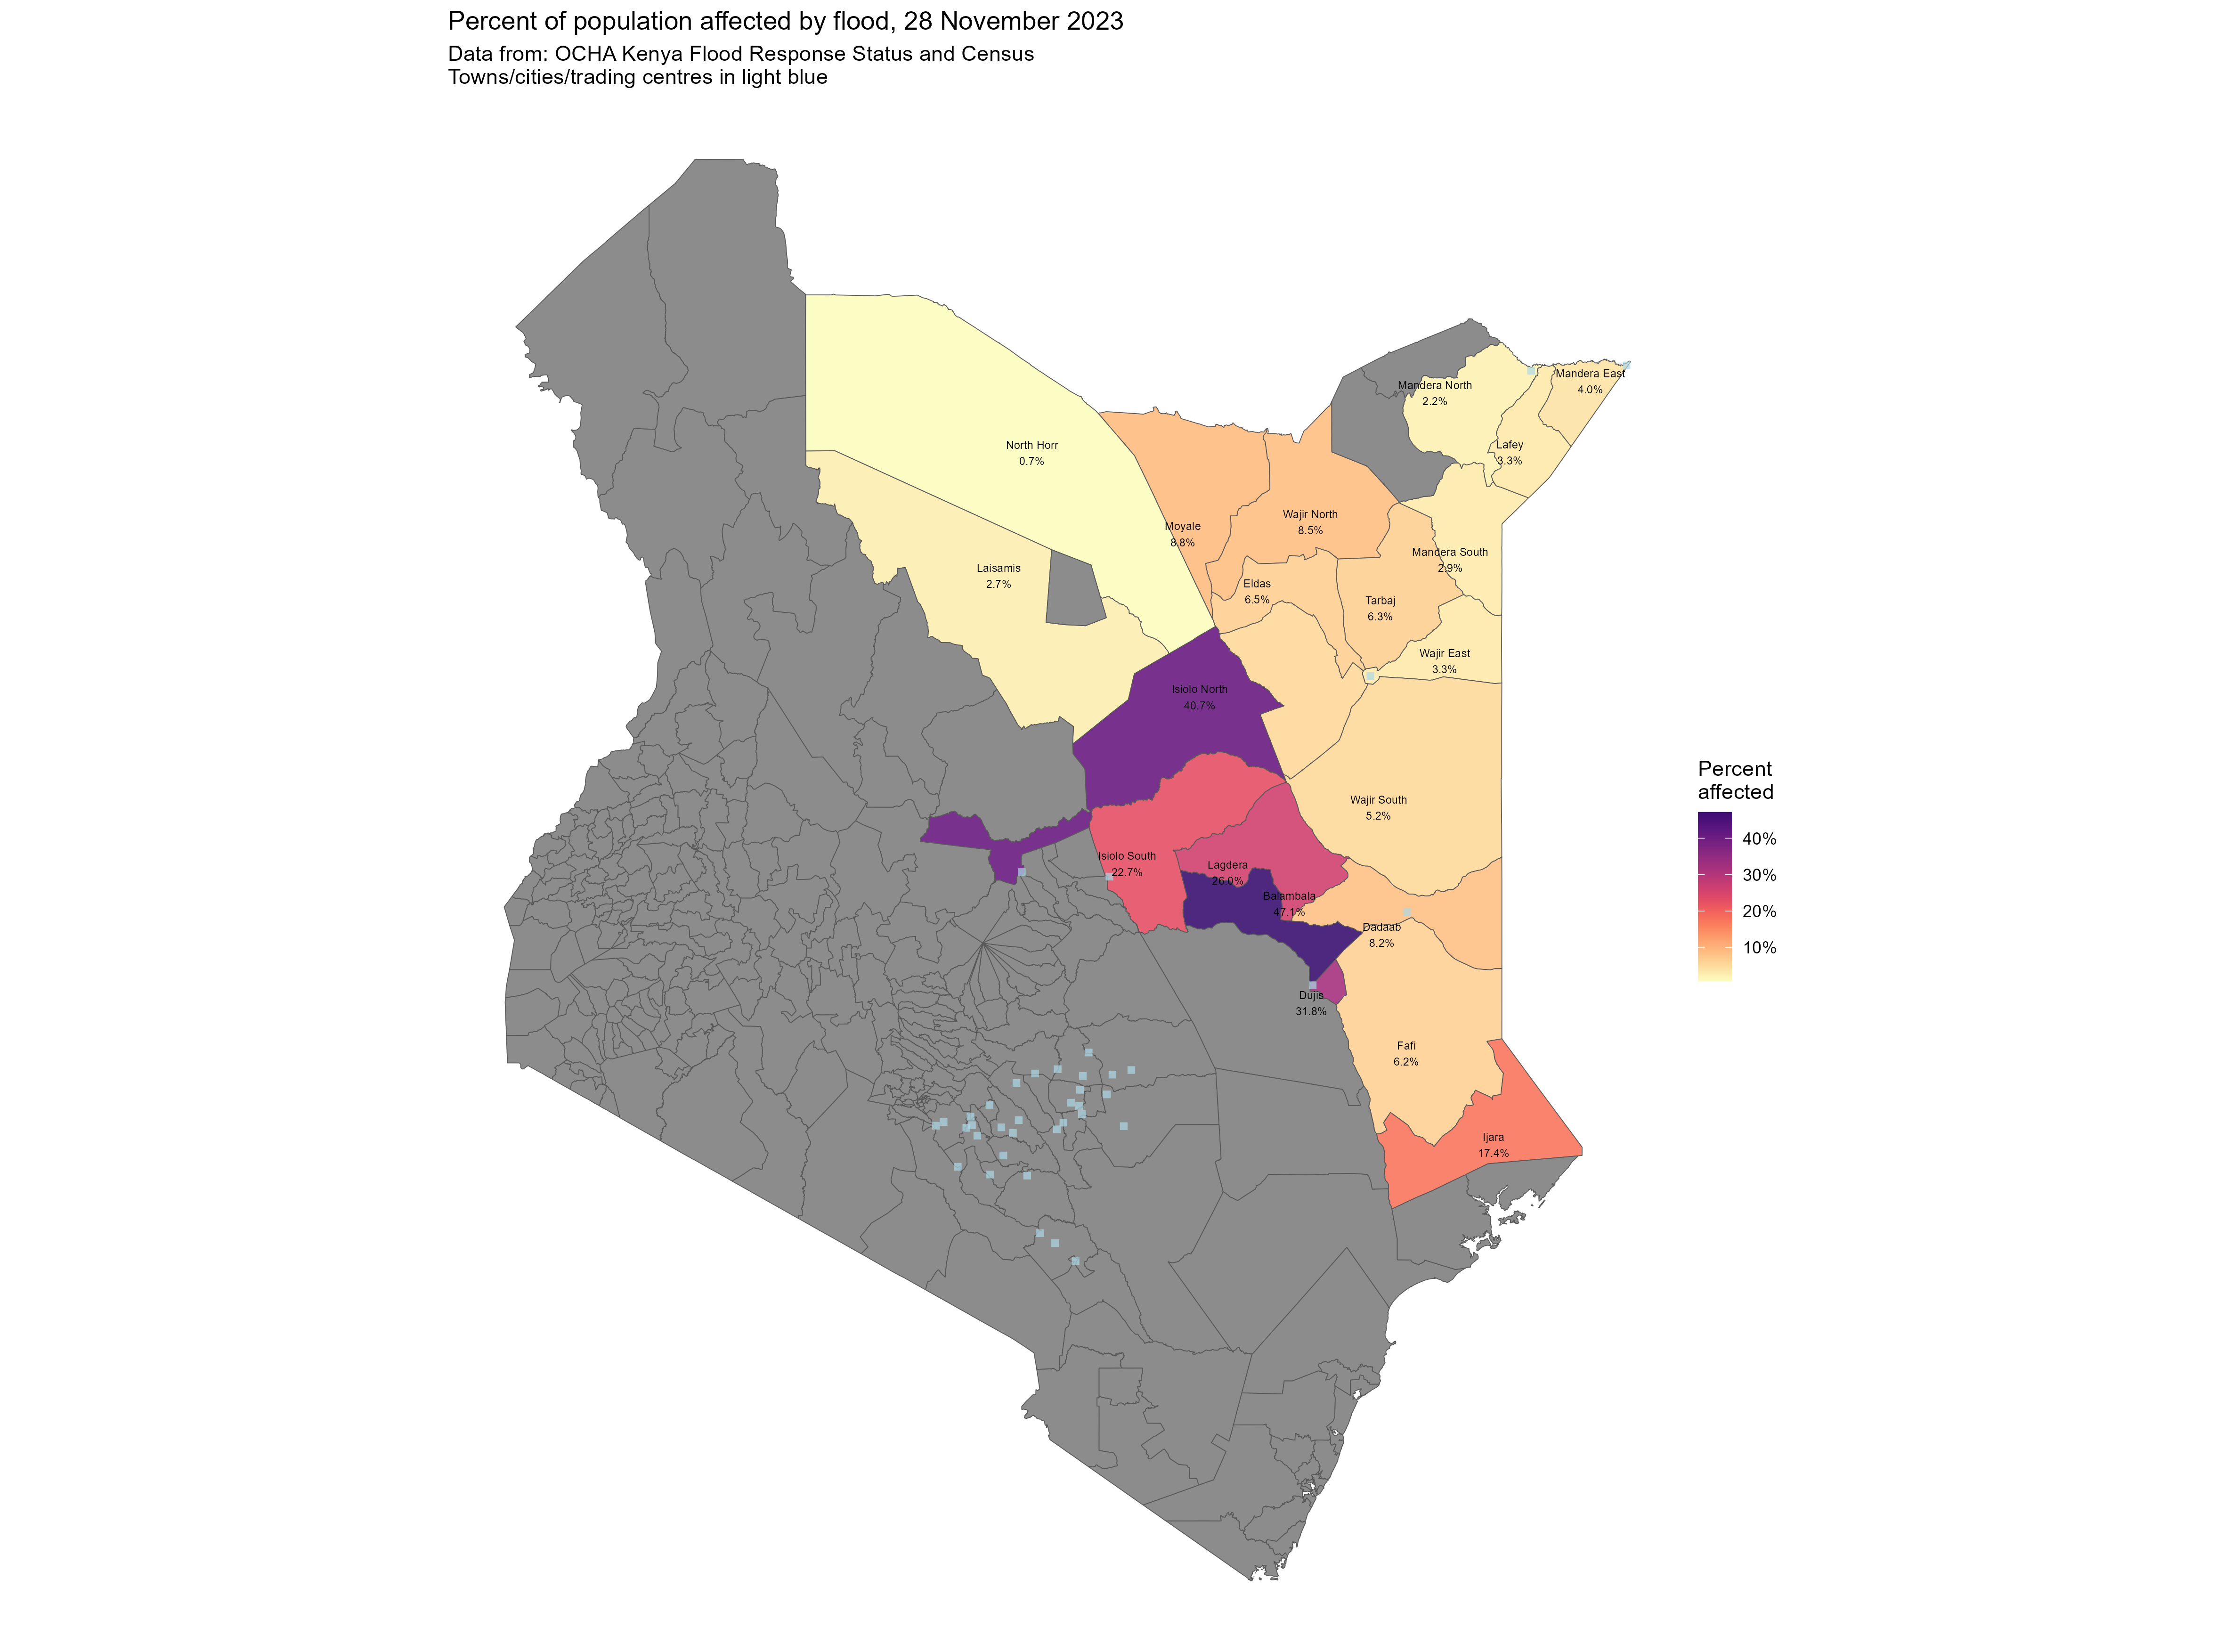 Percent of population affected by flood, 28 November 2023
Data from: OCHA Kenya Flood Response Status and Census
Towns/cities/trading centres in light blue
Mandera East
4.0%
Mandera North
2.2%
North Horr
0.7%
Lafey
3.3%
Wajir North
8.5%
Moyale
8.8%
Mandera South
2.9%
Laisamis
2.7%
Eldas
6.5%
Tarbaj
6.3%
Wajir East
3.3%
Isiolo North
40.7%
Wajir South
5.2%
Isiolo South
22.7%
Lagdera
26.0%
Balambala
47.1%
Dadaab
8.2%
Dujis
31.8%
Fafi
6.2%
Ijara
17.4%
Percent
affected
40%
30%
20%
10%